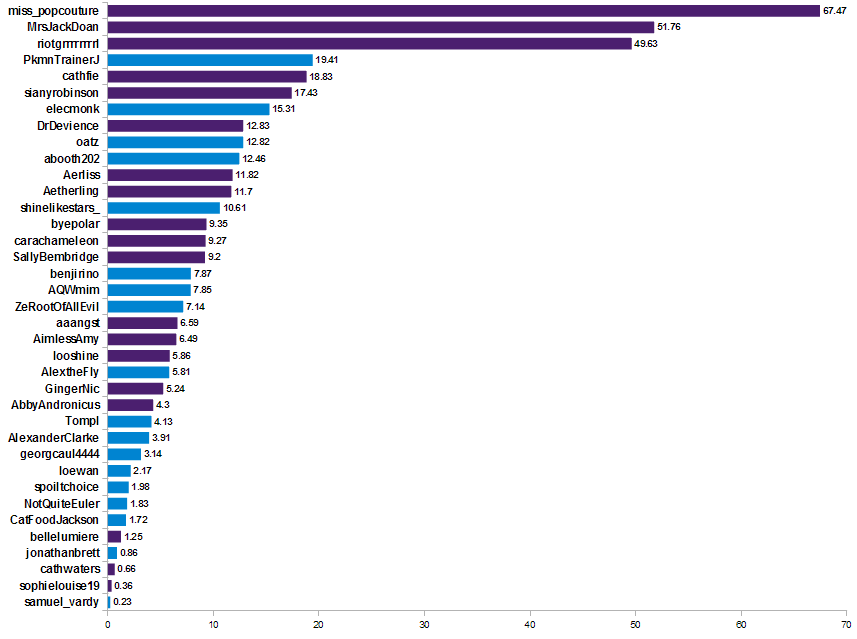 miss_popcouture 67.47
MrsJackDoan 51.76
riotgrrrrrrrl 49.63
PkmnTrainerJ 19.41
cathfie 18.83
sianyrobinson 17.43
elecmonk 15.31
DrDevience 12.83
oatz 12.82
abooth202 12.46
Aerliss 11.82
Aetherling 11.7
shinelikestars_ 10.61
byepolar 9.35
carachameleon 9.27
SallyBembridge 9.2
benjirino 7.87
AQWmim 7.85
ZeRootOfAllEvil 7.14
aaangst 6.59
AimlessAmy 6.49
looshine 5.86
AlextheFly 5.81
GingerNic 5.24
AbbyAndronicus 4.3
Tompl 4.13
AlexanderClarke 3.91
georgcaul4444 3.14
loewan 2.17
spoiltchoice 1.98
NotQuiteEuler 1.83
CatFoodJackson 1.72
bellelumiere 1.25
jonathanbrett 0.86
cathwaters 0.66
sophielouise19 0.36
samuel_vardy 0.23
0 10 20 30 40 50 60 70